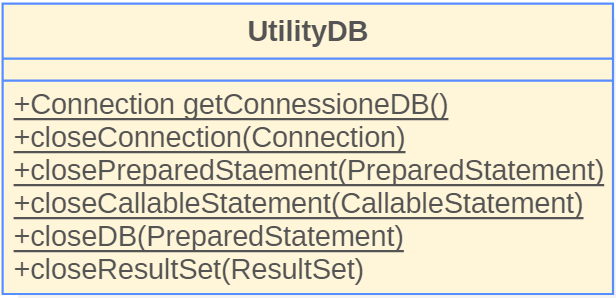 UtilityDB
+Connection getConnessioneDB()
+closeConnection(Connection)
+closePreparedStaement(PreparedStatement)
+closeCallableStatement(CallableStatement)
+closeDB(PreparedStatement)
+closeResultSet(ResultSet)